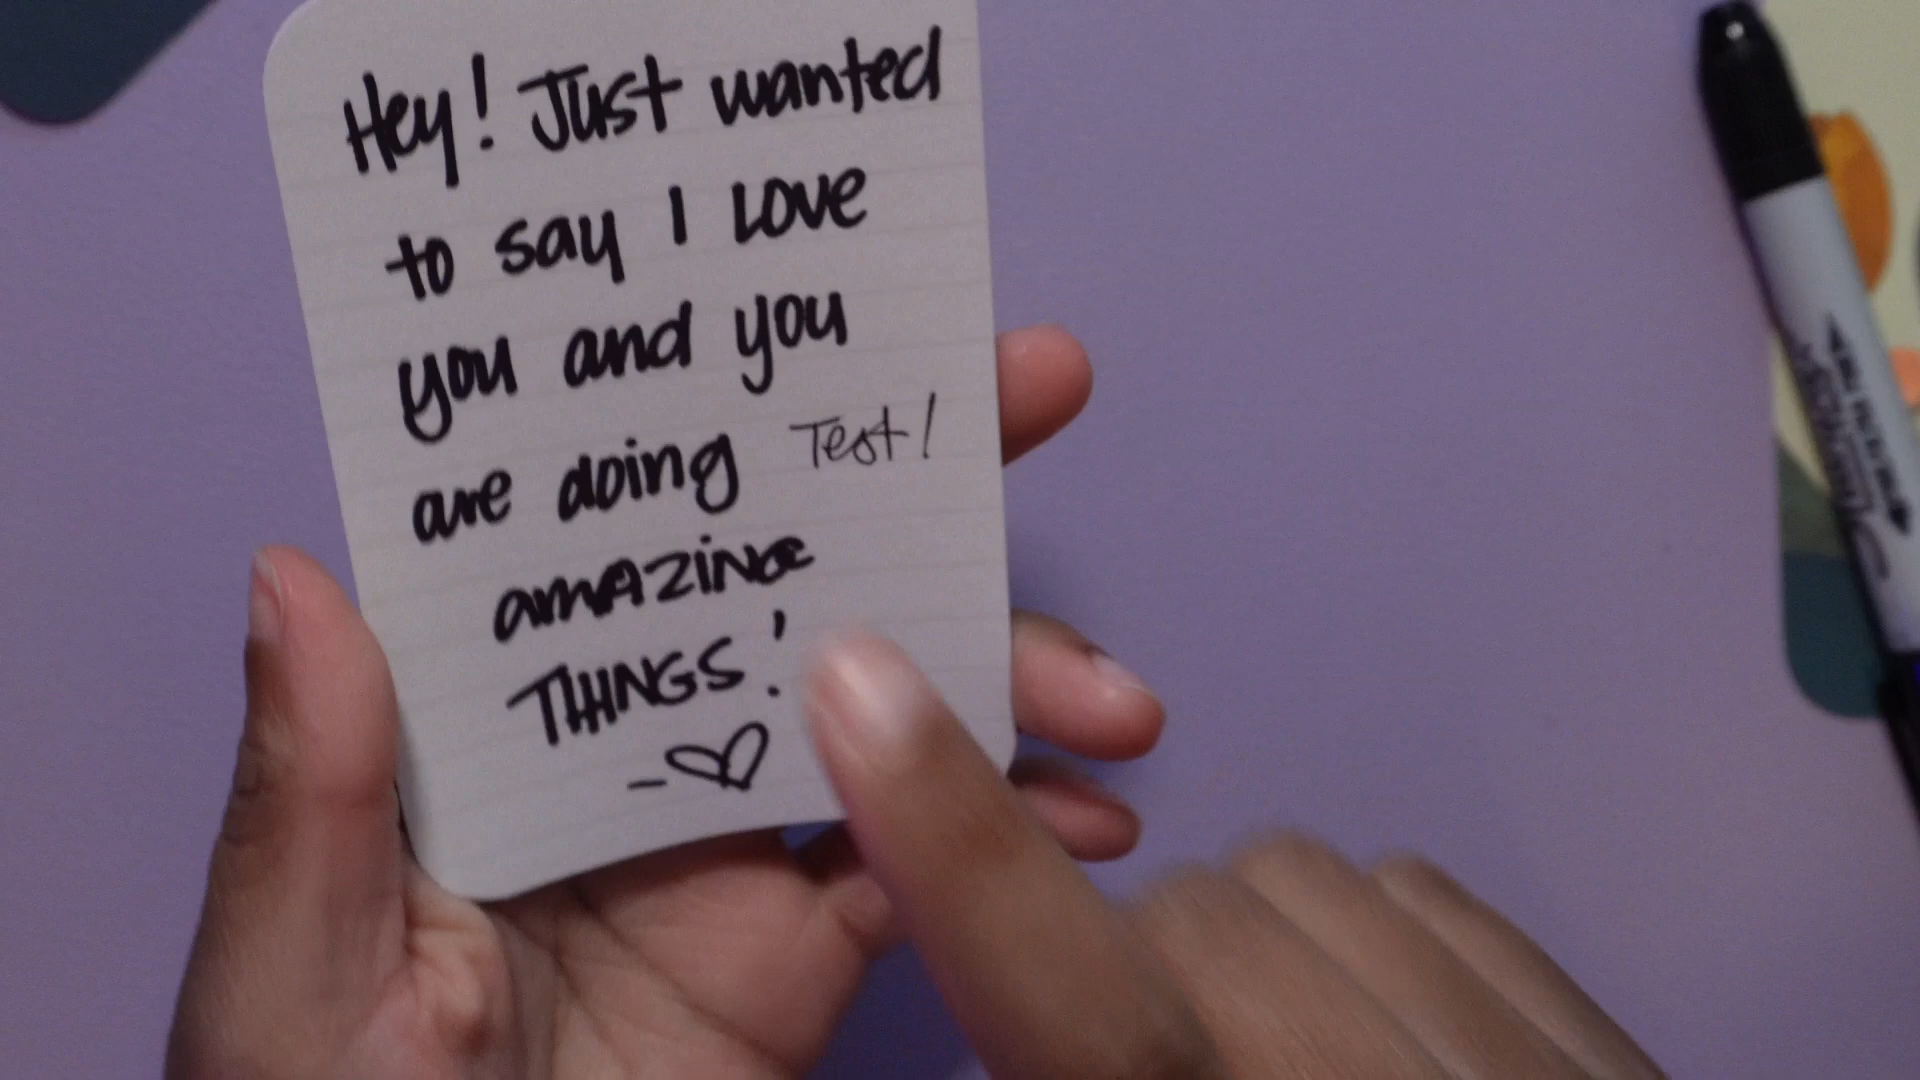 Hey! Just wanted
to say I Love
you and you
are doing Test!
amAZiNG
THINGS!